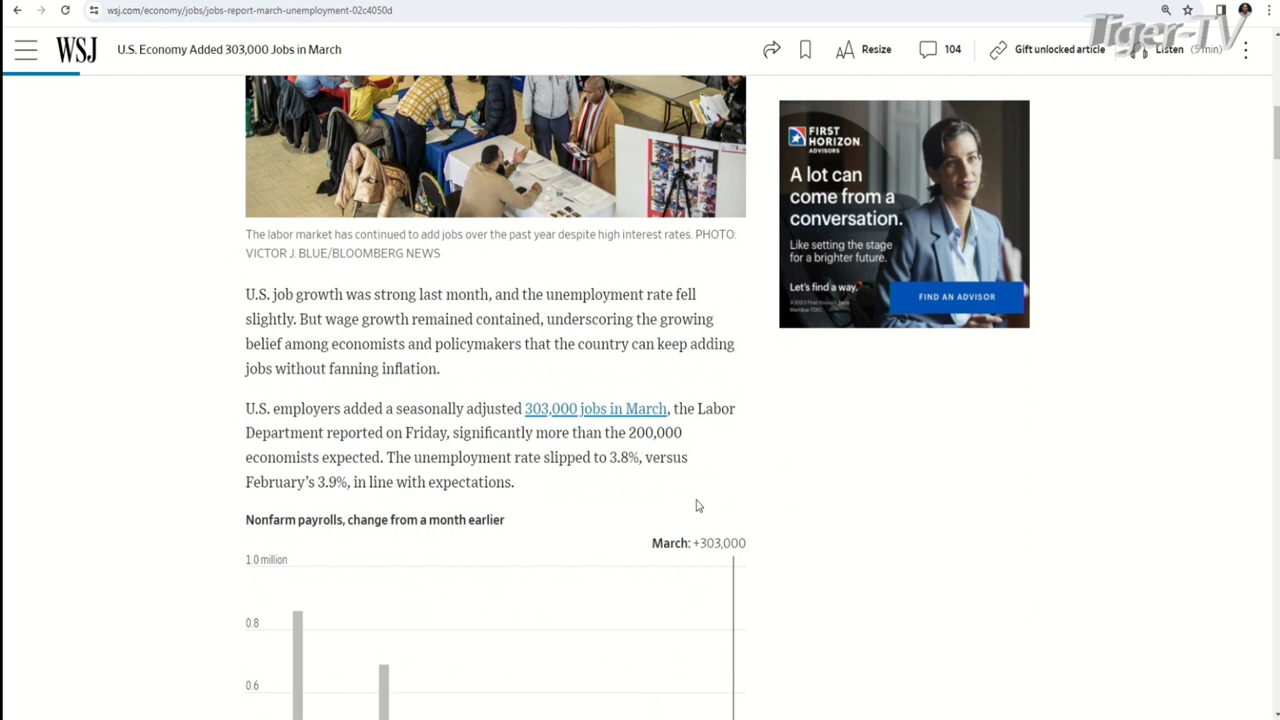 wsj.com/economy/jobs/jobs-report-march-unemployment-02c4050d
Tiger-TV
WSJ
U.S. Economy Added 303,000 Jobs in March
AA Resize
104
Gift unlocked article
Listen (5 min)
The labor market has continued to add jobs over the past year despite high interest rates. PHOTO:
VICTOR J. BLUE/BLOOMBERG NEWS
U.S. job growth was strong last month, and the unemployment rate fell
slightly. But wage growth remained contained, underscoring the growing
belief among economists and policymakers that the country can keep adding
jobs without fanning inflation.
U.S. employers added a seasonally adjusted 303,000 jobs in March, the Labor
Department reported on Friday, significantly more than the 200,000
economists expected. The unemployment rate slipped to 3.8%, versus
February’s 3.9%, in line with expectations.
Nonfarm payrolls, change from a month earlier
March: +303,000
1.0 million
0.8
0.6
FIRST
HORIZON
ADVISORS
A lot can
come from a
conversation.
Like setting the stage
for a brighter future.
Let's find a way.
FIND AN ADVISOR
Member FDIC.